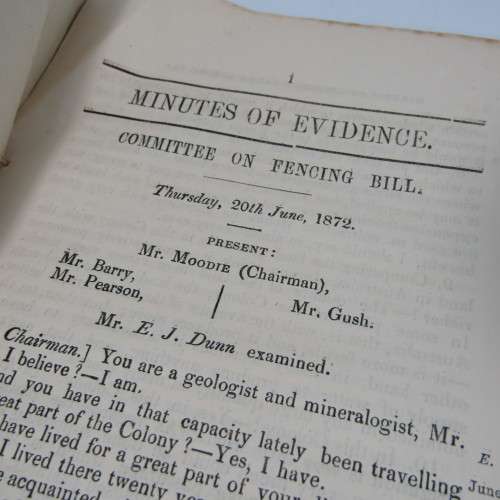 i
MINUTES OF EVIDENCE.
COMMITTEE ON FENCING BILL.
Thursday, 20th June, 1872.
PRESENT:
Mr. MOODIE (Chairman),
Mr. Barry,
Mr. Pearson,
Mr. Gush.
Mr. E. J. Dunn examined.
Chairman.] You are a geologist and mineralogist, Mr. E.
I believe?—I am.
you have in that capacity lately been travelling June
great part of the Colony?—Yes, I have.
have lived for a great part of your
I lived there twenty
acquainted